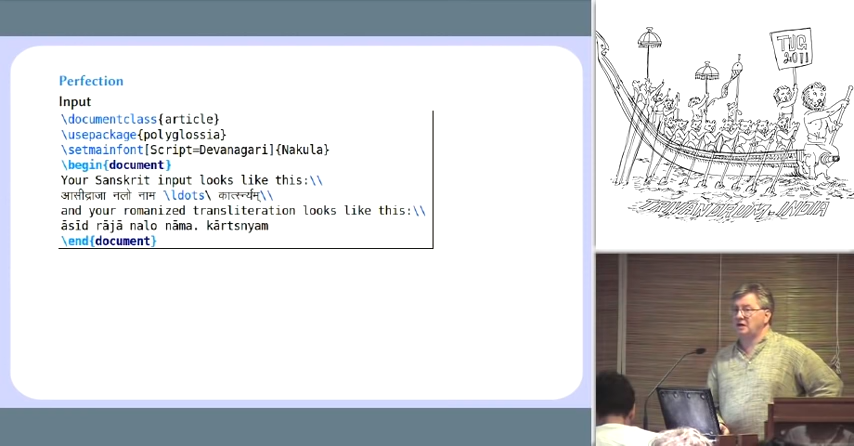 Perfection
Input
\documentclass{article}
\usepackage{polyglossia}
\setmainfont[Script=Devanagari]{Nakula}
\begin{document}
Your Sanskrit input looks like this:\\
आसीद्राजा नलो नाम \ldots\ कार्त्स्न्यम्\\
and your romanized transliteration looks like this:\\
āsīd rājā nalo nāma. kārtsnyam
\end{document}
TUG
2011
TRIVANDRUM, INDIA